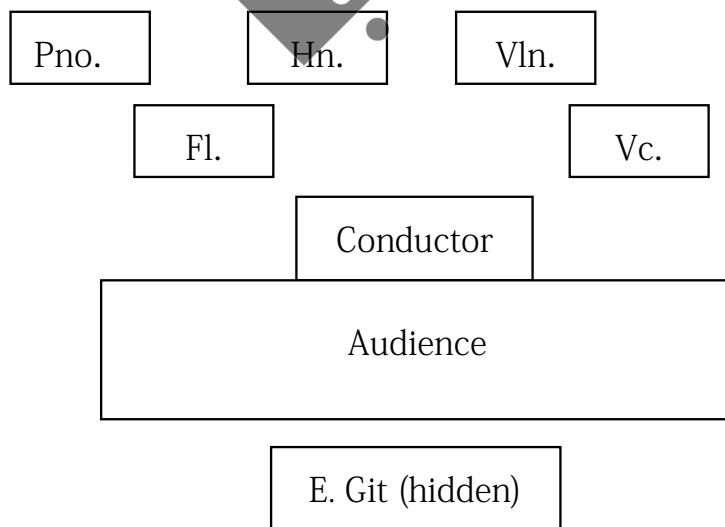 Pno. Hn. Vln.
Fl. Vc.
Conductor
Audience
E. Git (hidden)